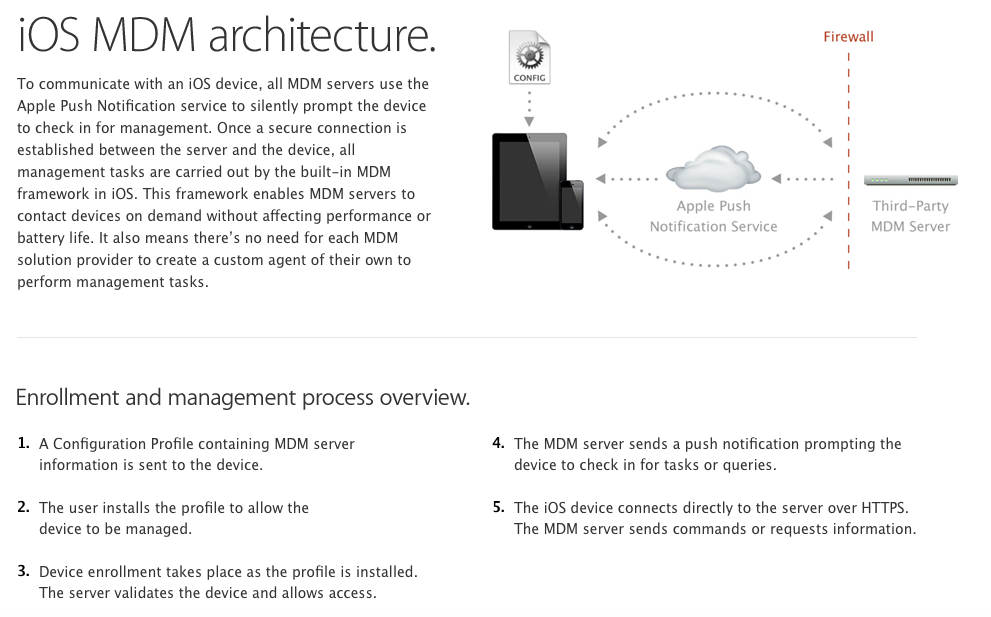 iOS MDM architecture.
To communicate with an iOS device, all MDM servers use the
Apple Push Notification service to silently prompt the device
to check in for management. Once a secure connection is
established between the server and the device, all
management tasks are carried out by the built-in MDM
framework in iOS. This framework enables MDM servers to
contact devices on demand without affecting performance or
battery life. It also means there's no need for each MDM
solution provider to create a custom agent of their own to
perform management tasks.
CONFIG
Firewall
Apple Push
Notification Service
Third-Party
MDM Server
Enrollment and management process overview.
1. A Configuration Profile containing MDM server
information is sent to the device.
2. The user installs the profile to allow the
device to be managed.
3. Device enrollment takes place as the profile is installed.
The server validates the device and allows access.
4. The MDM server sends a push notification prompting the
device to check in for tasks or queries.
5. The iOS device connects directly to the server over HTTPS.
The MDM server sends commands or requests information.